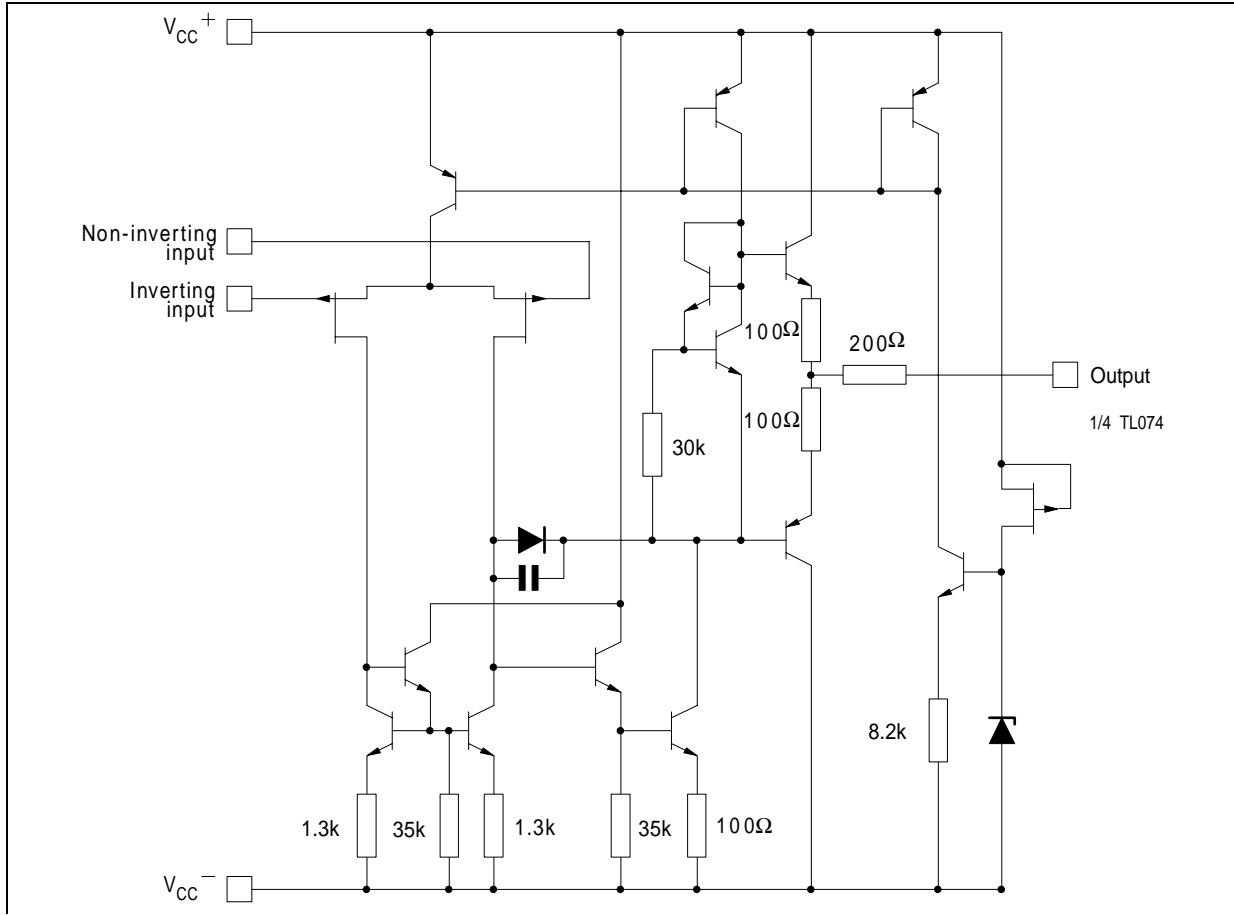 VCC+
Non-inverting
input
Inverting
input
100Ω
200Ω
Output
1/4 TL074
100Ω
30k
8.2k
1.3k
35k
1.3k
35k
100Ω
VCC−